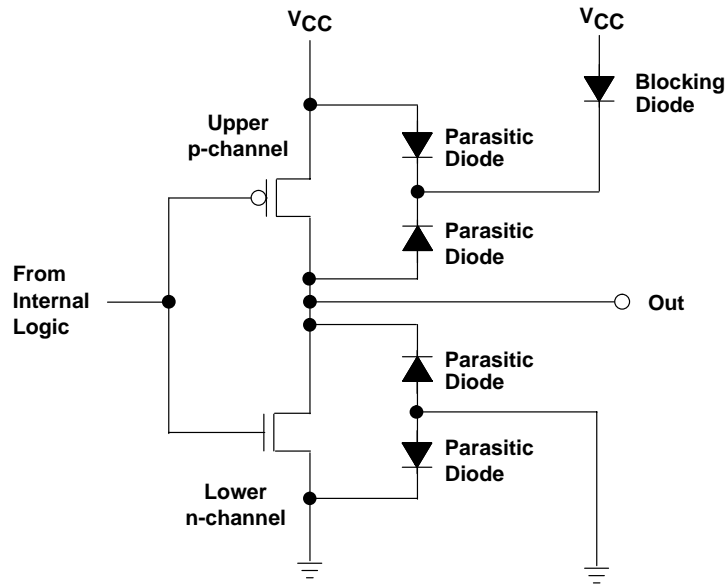 VCC
VCC
Blocking
Diode
Upper
p-channel
Parasitic
Diode
Parasitic
Diode
From
Internal
Logic
Out
Parasitic
Diode
Parasitic
Diode
Lower
n-channel